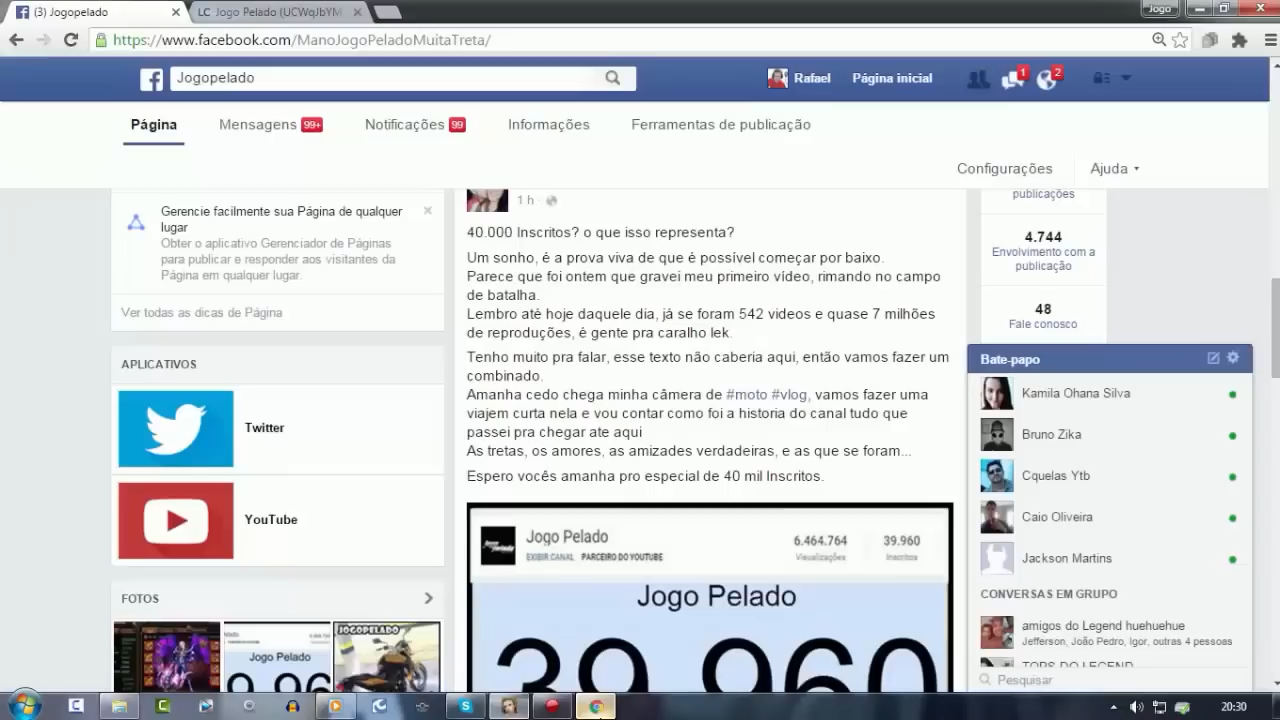 (3) Jogopelado
LC Jogo Pelado (UCWqJbYM
Jogo
https://www.facebook.com/ManoJogoPeladoMuitaTreta/
Jogopelado
Rafael
Página inicial
1
2
Página
Mensagens 99+
Notificações 99
Informações
Ferramentas de publicação
Configurações
Ajuda
Gerencie facilmente sua Página de qualquer
lugar
Obter o aplicativo Gerenciador de Páginas
para publicar e responder aos visitantes da
Página em qualquer lugar.
Ver todas as dicas de Página
APLICATIVOS
Twitter
YouTube
FOTOS
Jogo Pelado
39.960
JOGOPELADO
1 h
40.000 Inscritos? o que isso representa?
Um sonho, é a prova viva de que é possível começar por baixo.
Parece que foi ontem que gravei meu primeiro vídeo, rimando no campo
de batalha.
Lembro até hoje daquele dia, já se foram 542 videos e quase 7 milhões
de reproduções, é gente pra caralho lek.
Tenho muito pra falar, esse texto não caberia aqui, então vamos fazer um
combinado.
Amanha cedo chega minha câmera de #moto #vlog, vamos fazer uma
viajem curta nela e vou contar como foi a historia do canal tudo que
passei pra chegar ate aqui
As tretas, os amores, as amizades verdadeiras, e as que se foram...
Espero vocês amanha pro especial de 40 mil Inscritos.
Jogo Pelado
EXIBIR CANAL PARCEIRO DO YOUTUBE
6.464.764
Visualizações
39.960
Inscritos
Jogo Pelado
39.960
publicações
4.744
Envolvimento com a
publicação
48
Fale conosco
Bate-papo
Kamila Ohana Silva
Bruno Zika
Cquelas Ytb
Caio Oliveira
Jackson Martins
CONVERSAS EM GRUPO
amigos do Legend huehuehue
Jefferson, João Pedro, Igor, outras 4 pessoas
TOPS DO LEGEND
Pesquisar
20:30